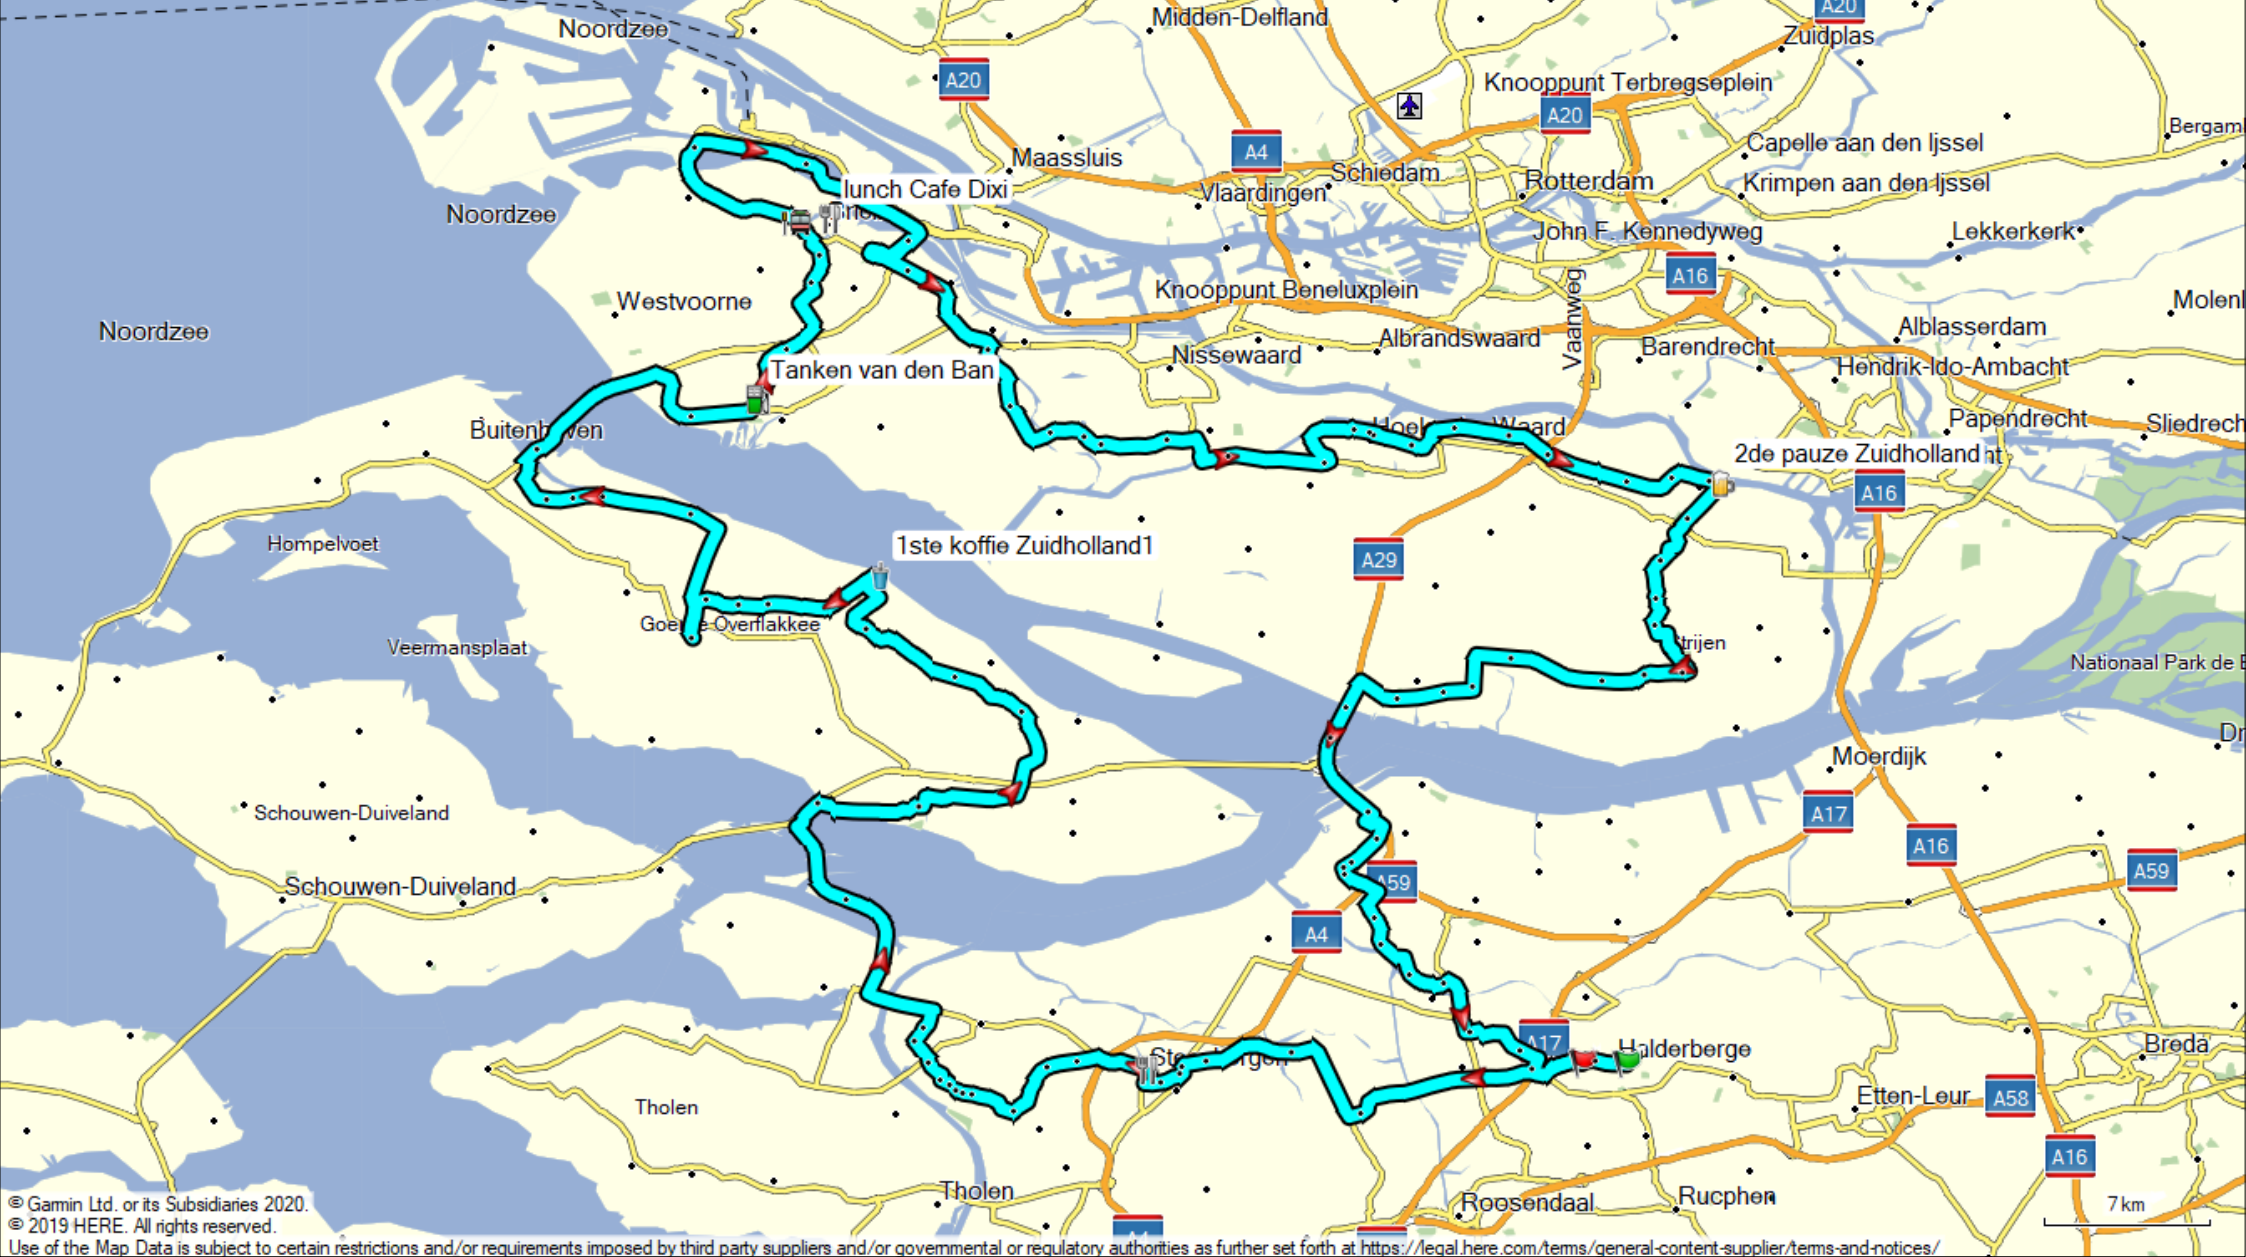 Midden-Delfland
A20
Noordzee
Zuidplas
A20
Knooppunt Terbregseplein
A20
Capelle aan den Ijssel
A4
Maassluis
Schiedam
Rotterdam
Krimpen aan den Ijssel
lunch Cafe Dixi
Vlaardingen
Noordzee
John F. Kennedyweg
Lekkerkerk
A16
Knooppunt Beneluxplein
Westvoorne
Vaanweg
Noordzee
Alblasserdam
Albrandswaard
Barendrecht
Nissewaard
Hendrik-Ido-Ambacht
Tanken van den Ban
Papendrecht
Sliedrech
Buitenh ven
Waard
2de pauze Zuidholland
A16
Hompelvoet
1ste koffie Zuidholland1
A29
Goe e Overflakkee
Veermansplaat
trijen
Nationaal Park de
Moerdijk
Schouwen-Duiveland
A17
A16
A59
A59
Schouwen-Duiveland
A4
A17
Halderberge
Breda
Tholen
Etten-Leur
A58
A16
Tholen
Roosendaal
Rucphen
© Garmin Ltd. or its Subsidiaries 2020.
7 km
© 2019 HERE. All rights reserved.
Use of the Map Data is subject to certain restrictions and/or requirements imposed by third party suppliers and/or governmental or regulatory authorities as further set forth at https://legal.here.com/terms/general-content-supplier/terms-and-notices/